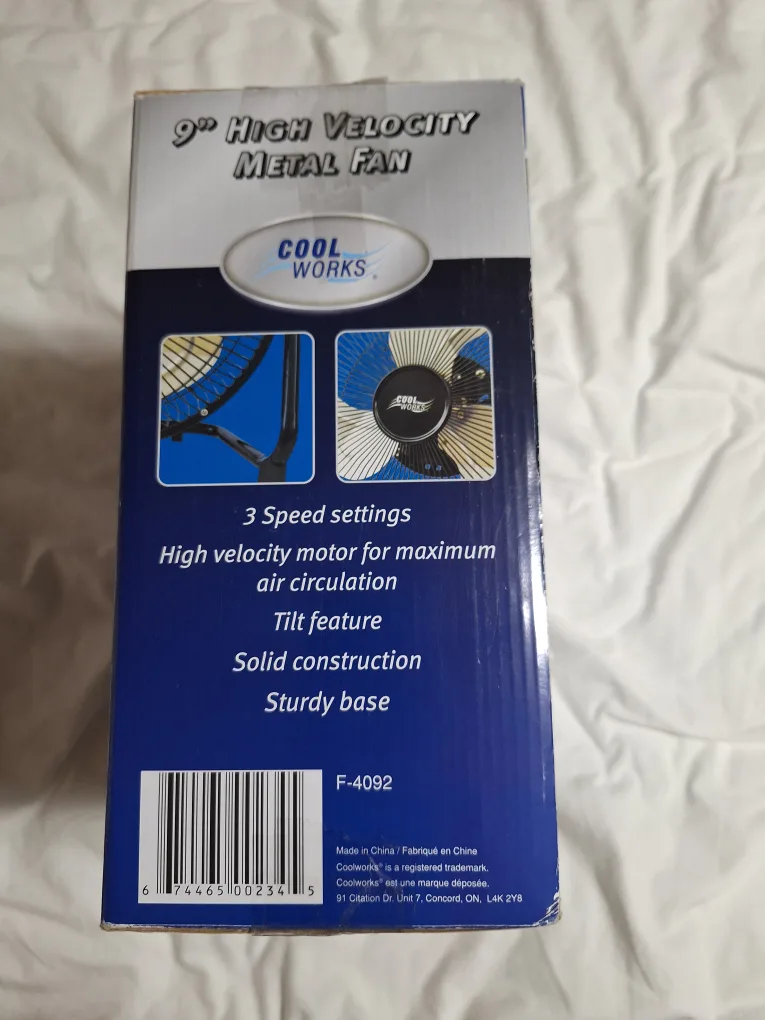 9" HIGH VELOCITY
METAL FAN
COOL
WORKS®
COOL
WORKS
3 Speed settings
High velocity motor for maximum
air circulation
Tilt feature
Solid construction
Sturdy base
F-4092
6 74465 00234 5
Made in China / Fabriqué en Chine
Coolworks® is a registered trademark.
Coolworks® est une marque déposée.
91 Citation Dr. Unit 7, Concord, ON, L4K 2Y8